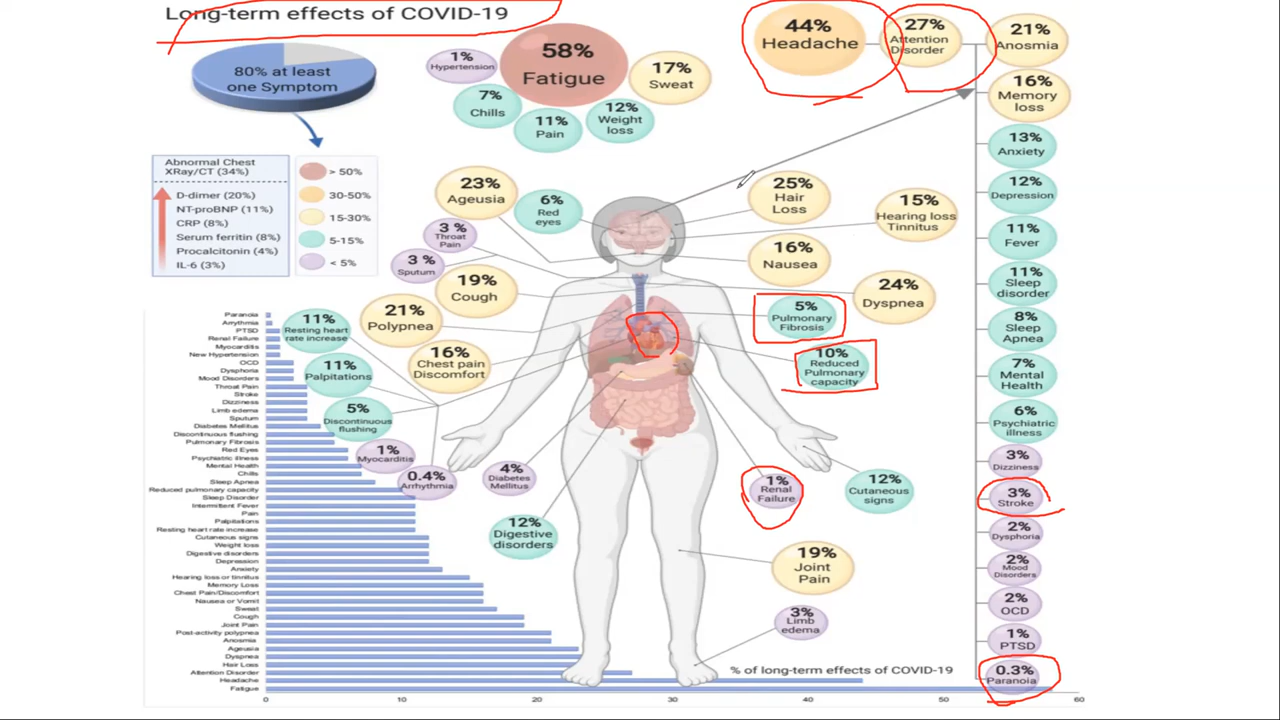 Long-term effects of COVID-19
80% at least
one Symptom
Abnormal Chest
XRay/CT (34%)
D-dimer (20%)
NT-proBNP (11%)
CRP (8%)
Serum ferritin (8%)
Procalcitonin (4%)
IL-6 (3%)
> 50%
30-50%
15-30%
5-15%
< 5%
1%
Hypertension
58%
Fatigue
17%
Sweat
7%
Chills
11%
Pain
12%
Weight
loss
44%
Headache
27%
Attention
Disorder
21%
Anosmia
16%
Memory
loss
13%
Anxiety
12%
Depression
11%
Fever
11%
Sleep
disorder
8%
Sleep
Apnea
7%
Mental
Health
6%
Psychiatric
illness
3%
Dizziness
3%
Stroke
2%
Dysphoria
2%
Mood
Disorders
2%
OCD
1%
PTSD
0.3%
Paranoia
23%
Ageusia
6%
Red
eyes
3 %
Throat
Pain
3 %
Sputum
19%
Cough
21%
Polypnea
16%
Chest pain
Discomfort
11%
Resting heart
rate increase
11%
Palpitations
5%
Discontinuous
flushing
1%
Myocarditis
0.4%
Arrhythmia
4%
Diabetes
Mellitus
12%
Digestive
disorders
25%
Hair
Loss
15%
Hearing loss
Tinnitus
16%
Nausea
24%
Dyspnea
5%
Pulmonary
Fibrosis
10%
Reduced
Pulmonary
capacity
1%
Renal
Failure
12%
Cutaneous
signs
19%
Joint
Pain
3%
Limb
edema
Paranoia
Arrythmia
PTSD
Renal Failure
Myocarditis
New Hypertension
OCD
Dysphoria
Mood Disorders
Throat Pain
Stroke
Dizziness
Limb edema
Sputum
Diabetes Mellitus
Discontinuous flushing
Pulmonary Fibrosis
Red Eyes
Psychiatric illness
Mental Health
Chills
Sleep Apnea
Reduced pulmonary capacity
Sleep Disorder
Intermittent Fever
Pain
Palpitations
Resting heart rate increase
Cutaneous signs
Weight loss
Digestive disorders
Depression
Anxiety
Hearing loss or tinnitus
Memory Loss
Chest Pain/Discomfort
Nausea or Vomit
Sweat
Cough
Joint Pain
Post-activity polypnea
Anosmia
Ageusia
Dyspnea
Hair Loss
Attention Disorder
Headache
Fatigue
% of long-term effects of COVID-19
0 10 20 30 40 50 60